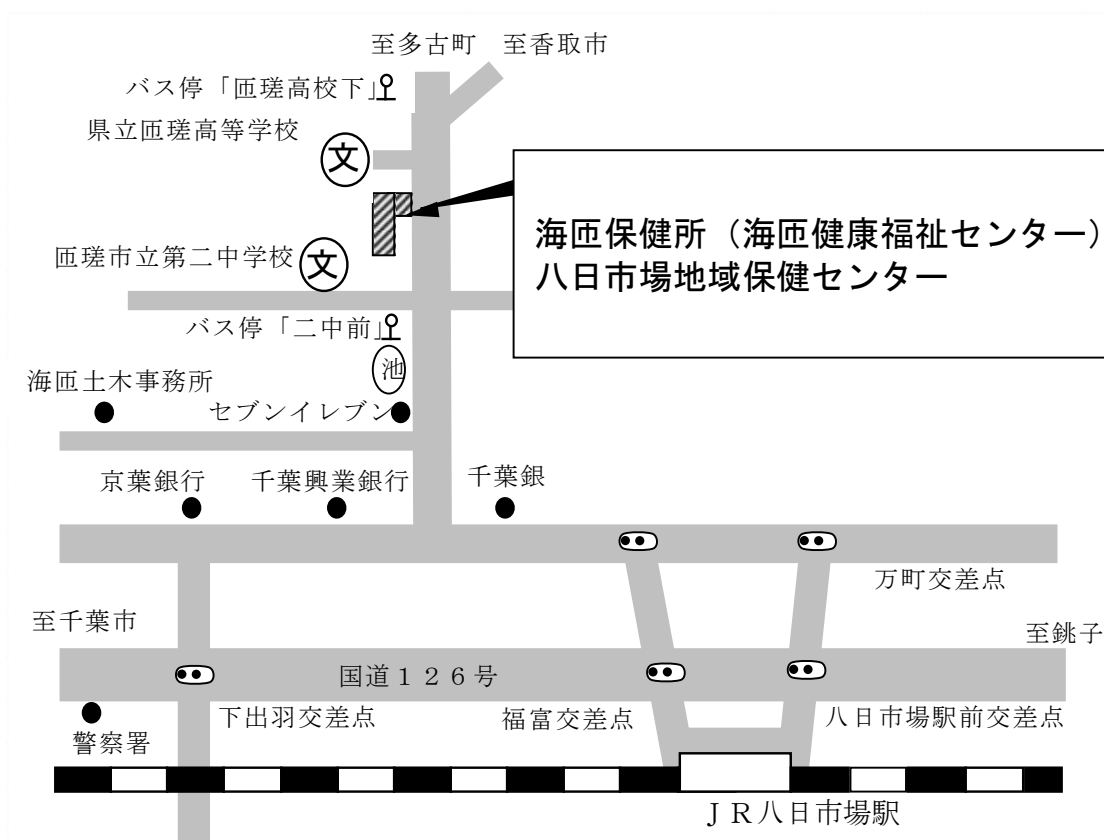 至多古町　至香取市
バス停「匝瑳高校下」
県立匝瑳高等学校
文
海匝保健所（海匝健康福祉センター）
八日市場地域保健センター
匝瑳市立第二中学校
文
バス停「二中前」
池
海匝土木事務所
セブンイレブン
京葉銀行
千葉興業銀行
千葉銀
万町交差点
至千葉市
至銚子
国道１２６号
下出羽交差点
福富交差点
八日市場駅前交差点
警察署
ＪＲ八日市場駅